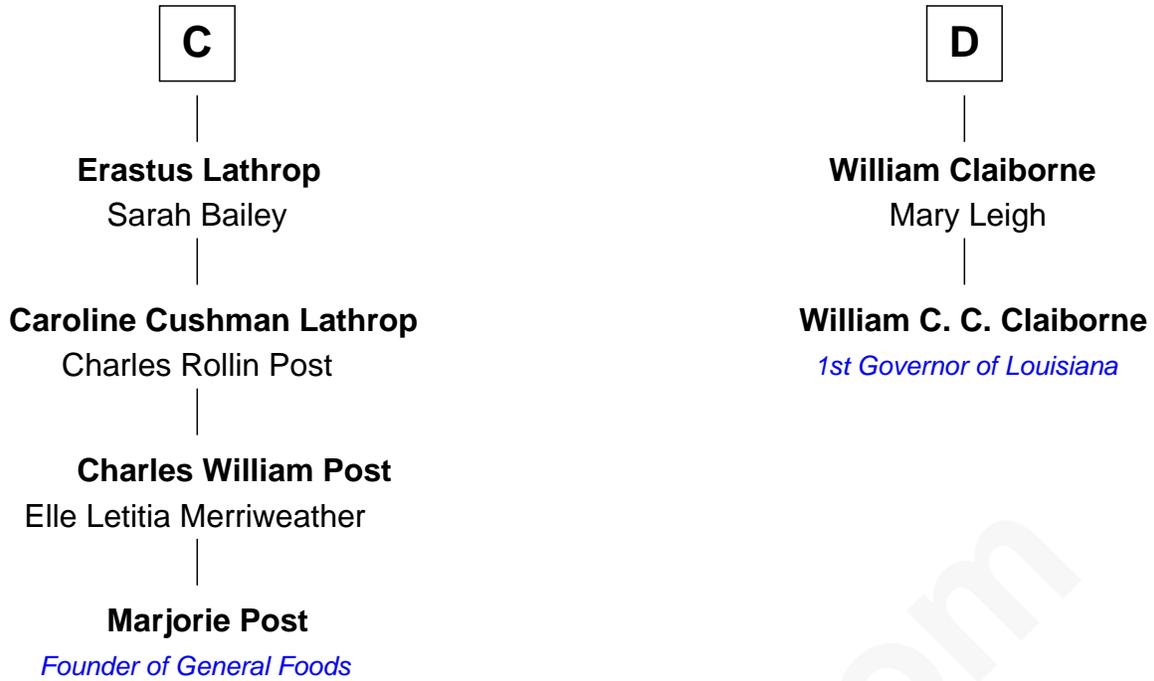 C
Erastus Lathrop
Sarah Bailey
Caroline Cushman Lathrop
Charles Rollin Post
Charles William Post
Elle Letitia Merriweather
Marjorie Post
Founder of General Foods
D
William Claiborne
Mary Leigh
William C. C. Claiborne
1st Governor of Louisiana
om